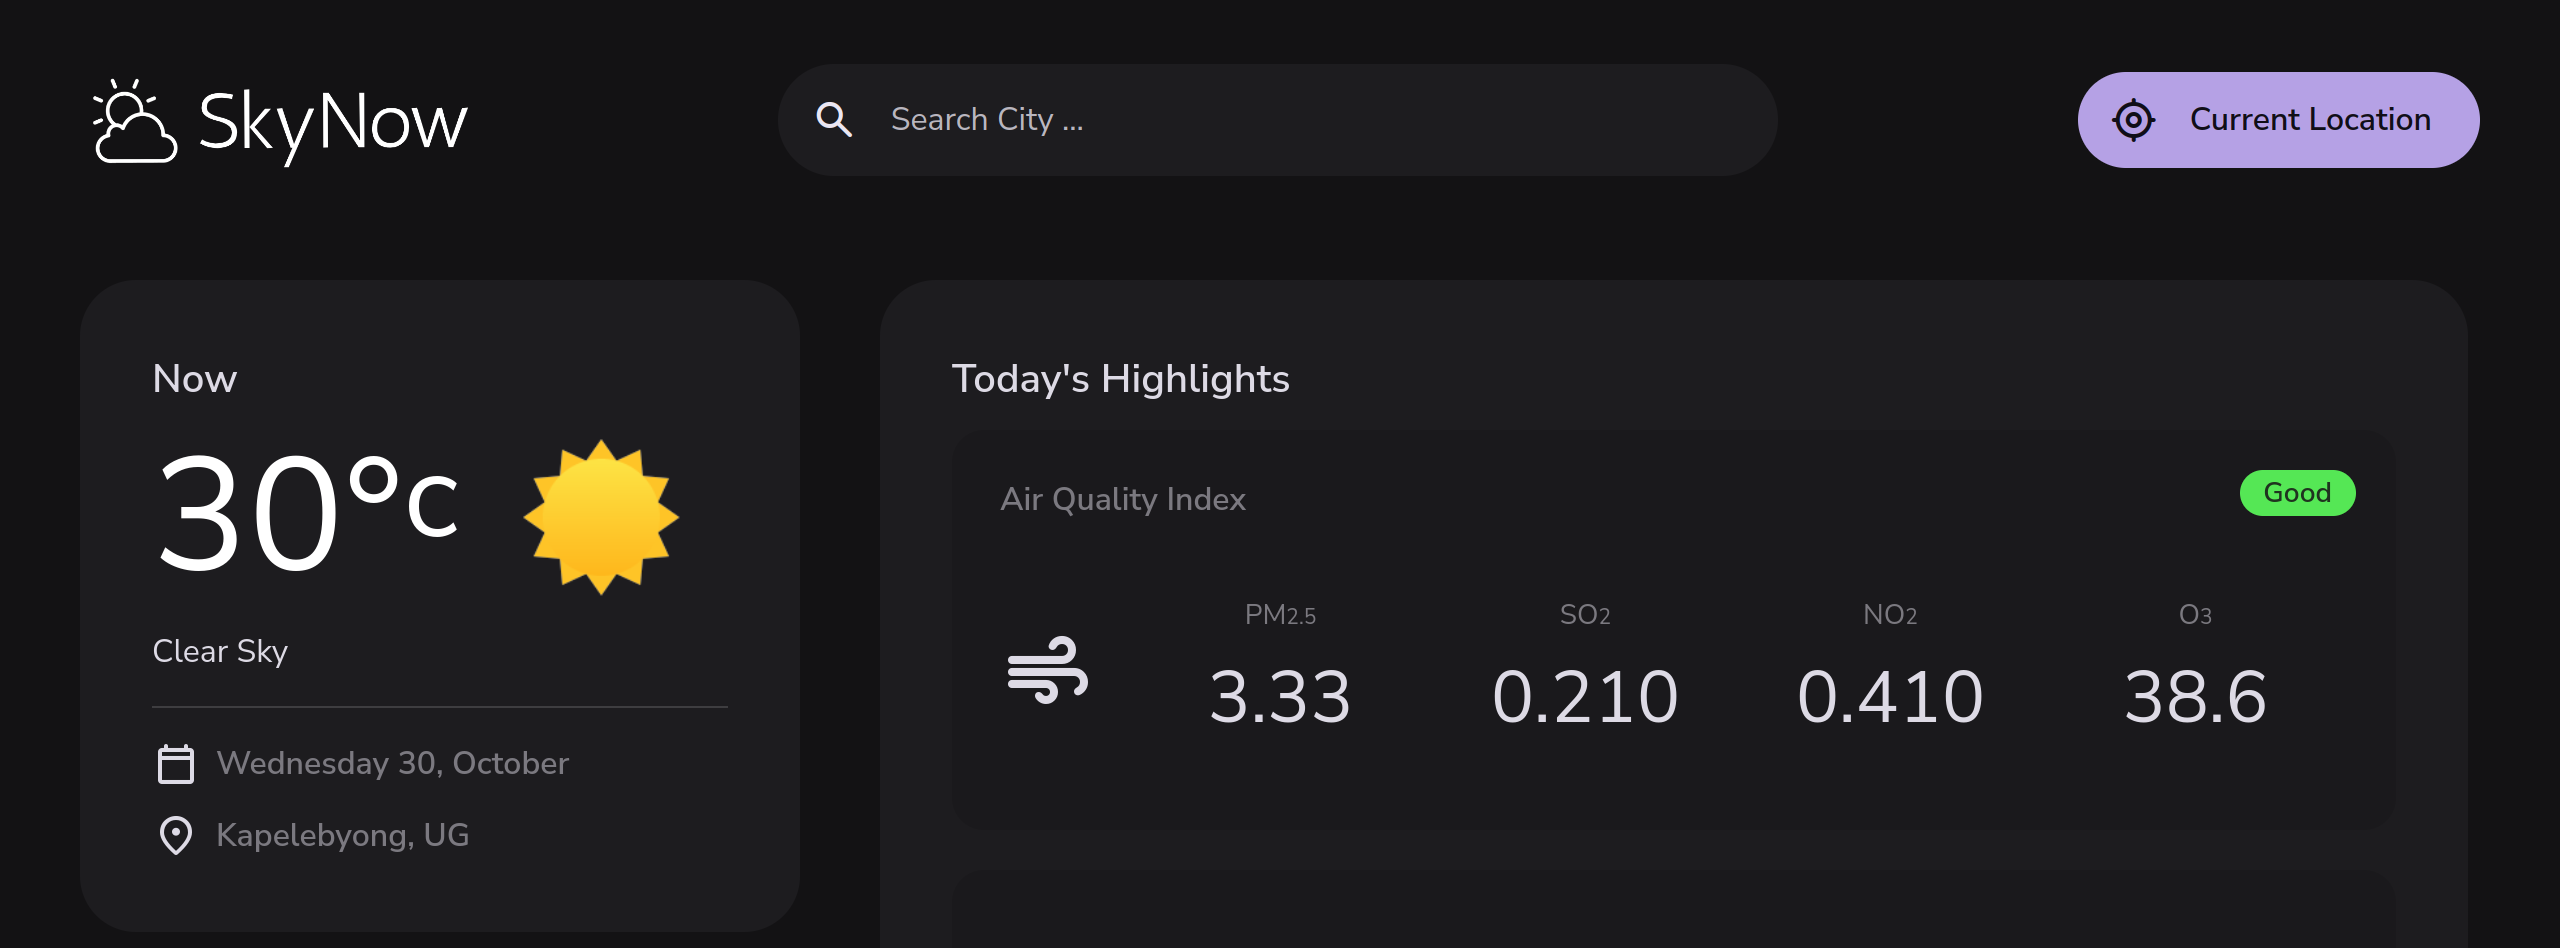 SkyNow
Search City ...
Current Location
Now
30°c
Clear Sky
Wednesday 30, October
Kapelebyong, UG
Today's Highlights
Air Quality Index
Good
PM2.5
3.33
SO2
0.210
NO2
0.410
O3
38.6